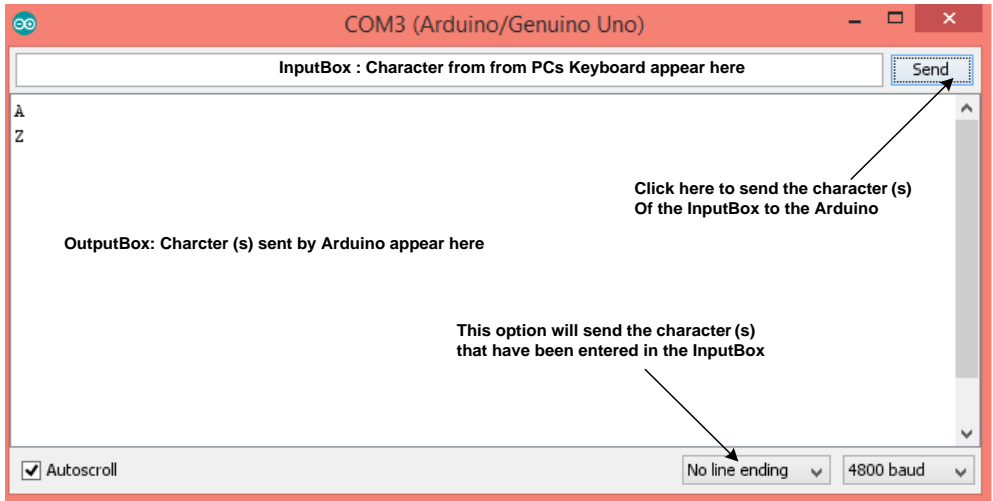 COM3 (Arduino/Genuino Uno)
InputBox : Character from from PCs Keyboard appear here
Send
A
Z
Click here to send the character (s)
Of the InputBox to the Arduino
OutputBox: Charcter (s) sent by Arduino appear here
This option will send the character (s)
that have been entered in the InputBox
Autoscroll
No line ending
4800 baud